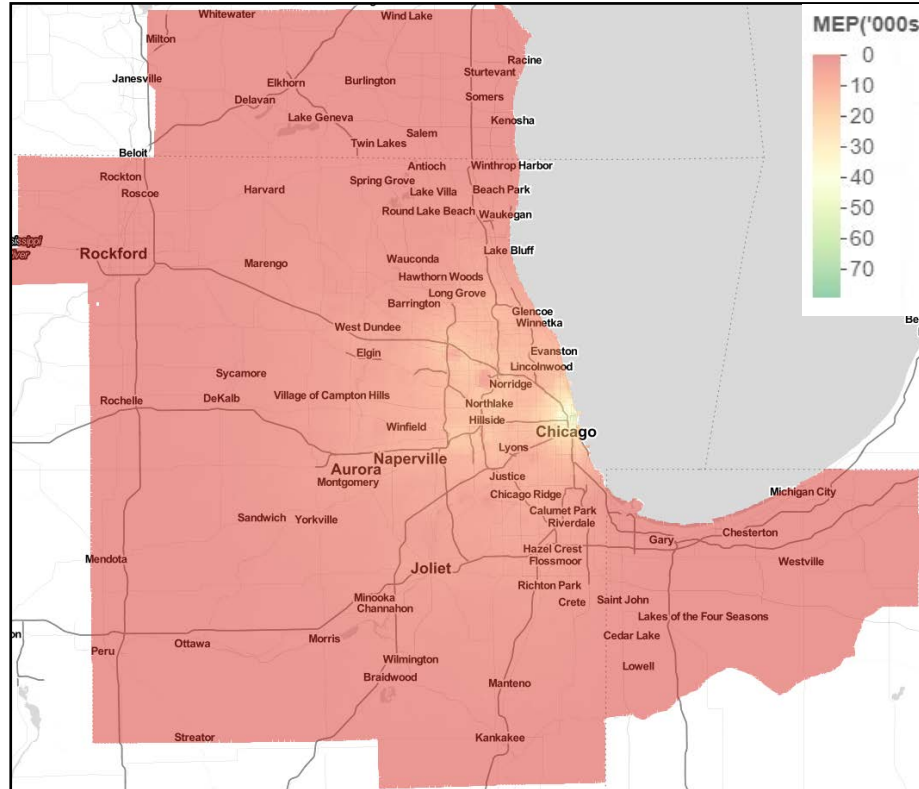 Whitewater
Wind Lake
MEP('000s
Milton
0
Racine
Janesville
Elkhorn
Burlington
Sturtevant
10
Delavan
Somers
20
Lake Geneva
Kenosha
Salem
30
Twin Lakes
Beloit
40
Antioch
Winthrop Harbor
Rockton
Spring Grove
50
Roscoe
Harvard
Lake Villa
Beach Park
Round Lake Beach
Waukegan
60
ssissippi
iver
Rockford
Lake Bluff
Marengo
Wauconda
70
Hawthorn Woods
Long Grove
Barrington
Glencoe
Winnetka
Be
West Dundee
Elgin
Evanston
Lincolnwood
Sycamore
Norridge
Rochelle
DeKalb
Village of Campton Hills
Northlake
Winfield
Hillside
Chicago
Lyons
Naperville
Aurora
Montgomery
Justice
Chicago Ridge
Michigan City
Calumet Park
Sandwich
Yorkville
Riverdale
Chesterton
Gary
Mendota
Hazel Crest
Flossmoor
Westville
Joliet
Richton Park
Minooka
Channahon
Crete
Saint John
Lakes of the Four Seasons
on
Ottawa
Morris
Cedar Lake
Peru
Wilmington
Lowell
Braidwood
Manteno
Streator
Kankakee